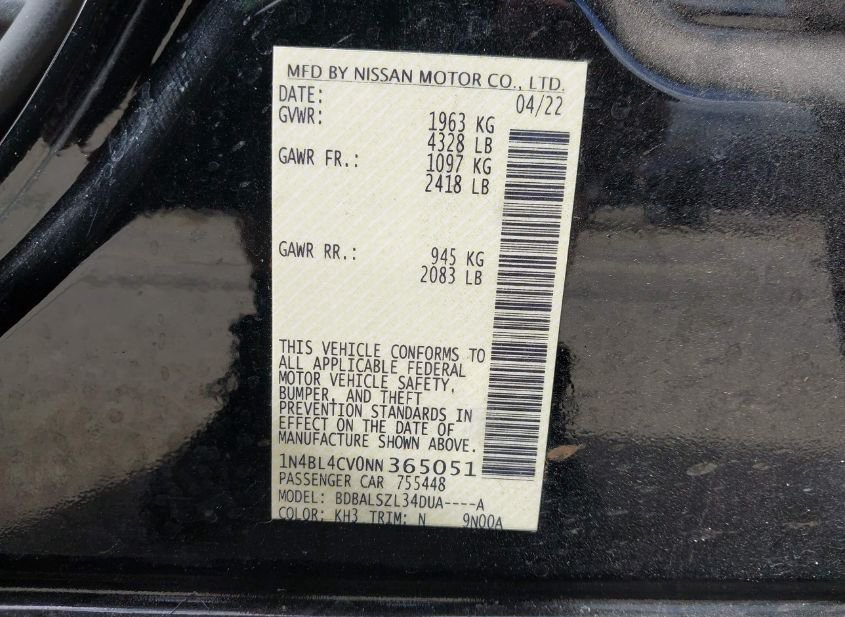 MFD BY NISSAN MOTOR CO., LTD.
DATE: 04/22
GVWR: 1963 KG
4328 LB
GAWR FR.: 1097 KG
2418 LB
GAWR RR.: 945 KG
2083 LB
THIS VEHICLE CONFORMS TO
ALL APPLICABLE FEDERAL
MOTOR VEHICLE SAFETY,
BUMPER, AND THEFT
PREVENTION STANDARDS IN
EFFECT ON THE DATE OF
MANUFACTURE SHOWN ABOVE.
1N4BL4CV0NN365051
PASSENGER CAR 755448
MODEL: BDBALSZL34DUA----A
COLOR: KH3 TRIM: N 9N00A